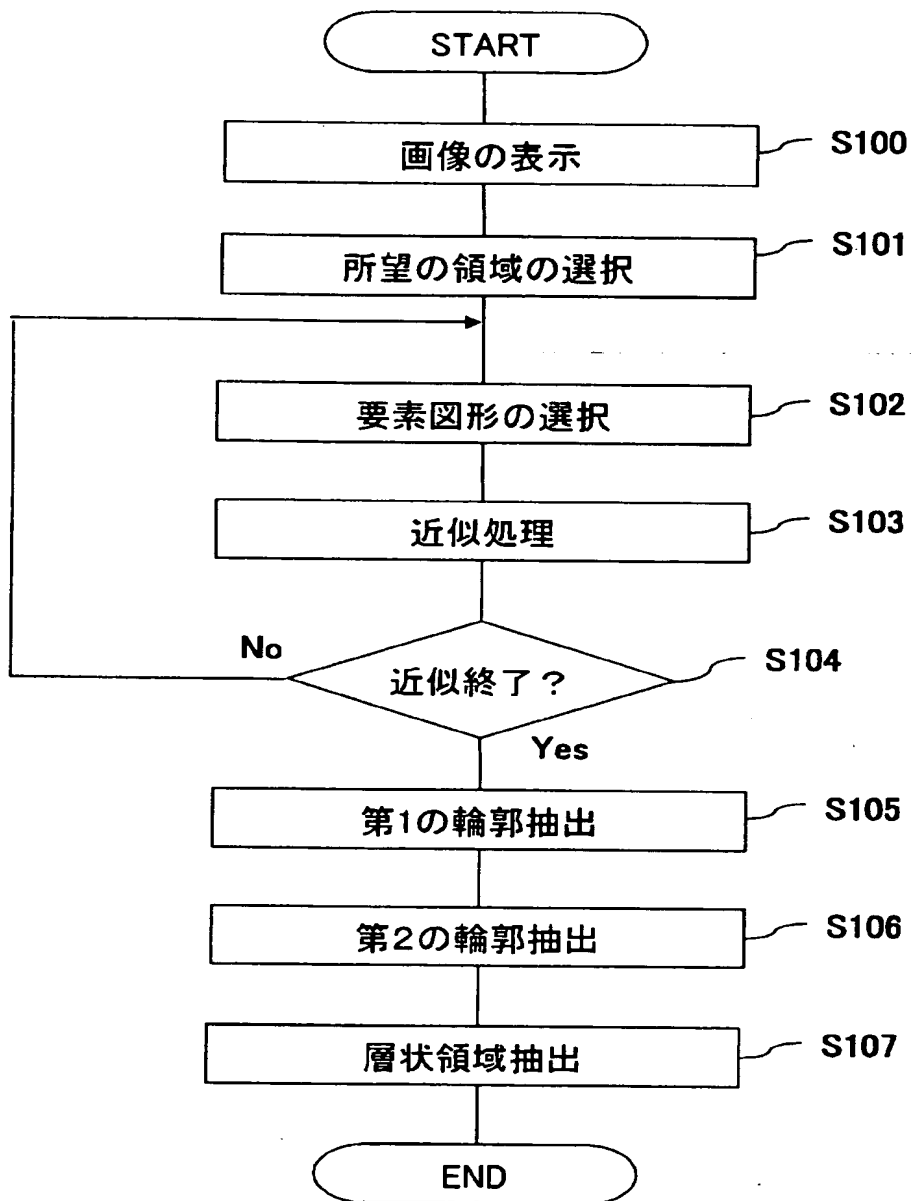 START
画像の表示
S100
所望の領域の選択
S101
要素図形の選択
S102
近似処理
S103
No
近似終了?
S104
Yes
第1の輪郭抽出
S105
第2の輪郭抽出
S106
層状領域抽出
S107
END